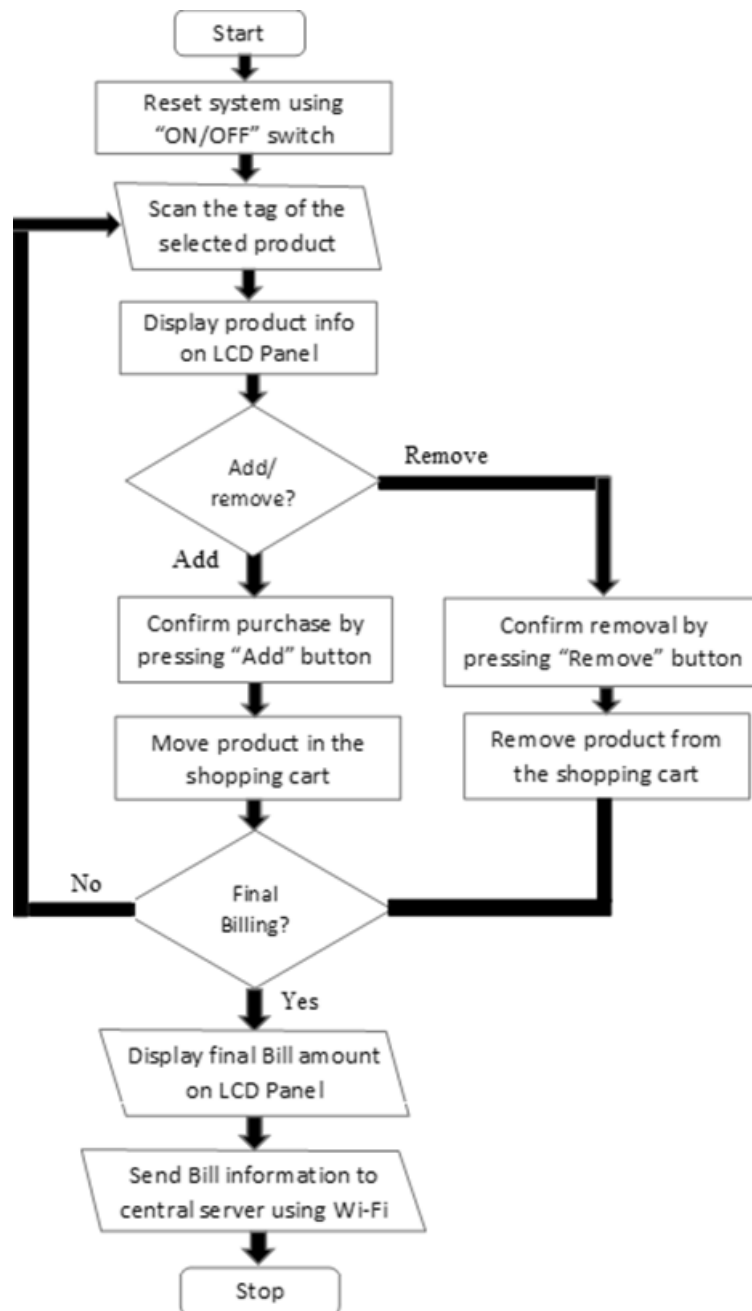 Start
Reset system using
“ON/OFF” switch
Scan the tag of the
selected product
Display product info
on LCD Panel
Add/
remove?
Remove
Add
Confirm purchase by
pressing “Add” button
Confirm removal by
pressing “Remove” button
Move product in the
shopping cart
Remove product from
the shopping cart
No
Final
Billing?
Yes
Display final Bill amount
on LCD Panel
Send Bill information to
central server using Wi-Fi
Stop